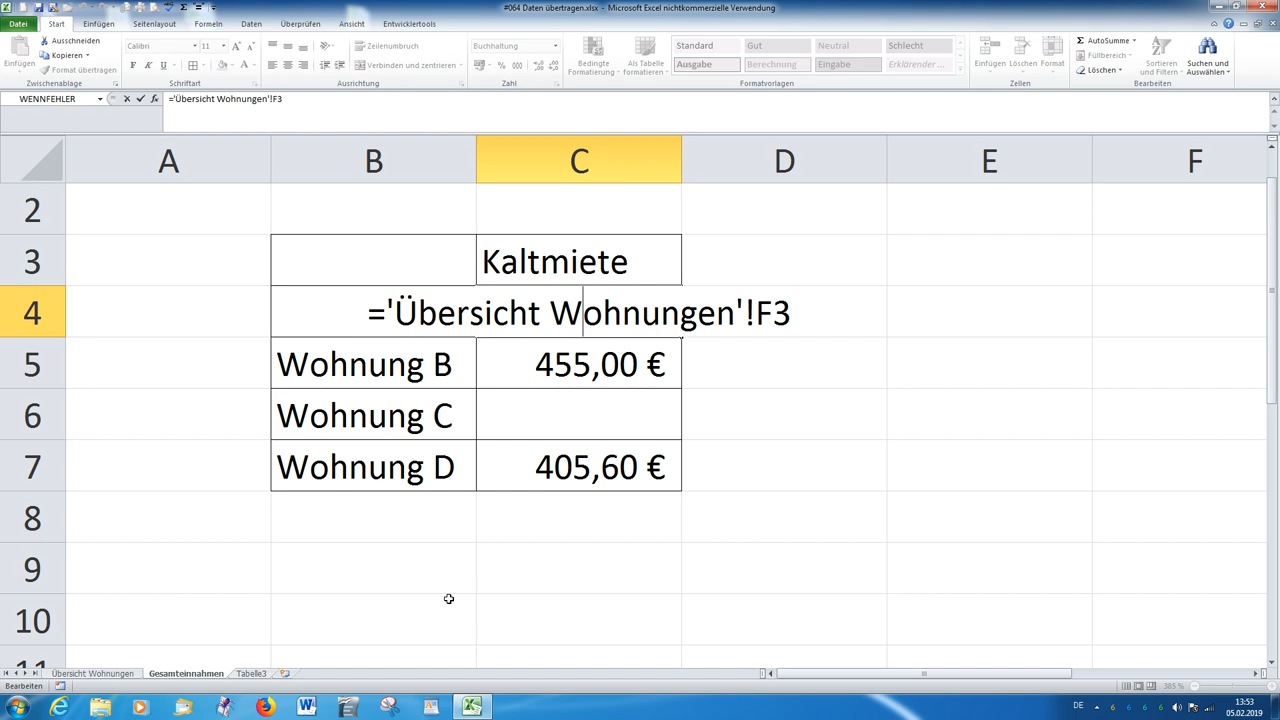 #064 Daten übertragen.xlsx - Microsoft Excel nichtkommerzielle Verwendung
Datei Start Einfügen Seitenlayout Formeln Daten Überprüfen Ansicht Entwicklertools
Einfügen
Ausschneiden
Kopieren
Format übertragen
Zwischenablage
Calibri 11
F K U
Schriftart
Zeilenumbruch
Verbinden und zentrieren
Ausrichtung
Buchhaltung
Zahl
Bedingte Formatierung
Als Tabelle formatieren
Standard Gut Neutral Schlecht
Ausgabe Berechnung Eingabe Erklärender ...
Formatvorlagen
Einfügen Löschen Format
Zellen
AutoSumme
Füllbereich
Löschen
Sortieren und Filtern
Suchen und Auswählen
Bearbeiten
WENNFEHLER ='Übersicht Wohnungen'!F3
A B C D E F
2
3 Kaltmiete
4 ='Übersicht Wohnungen'!F3
5 Wohnung B 455,00 €
6 Wohnung C
7 Wohnung D 405,60 €
8
9
10
11
Übersicht Wohnungen Gesamteinnahmen Tabelle3
Bearbeiten 385 %
DE 13:53
05.02.2019